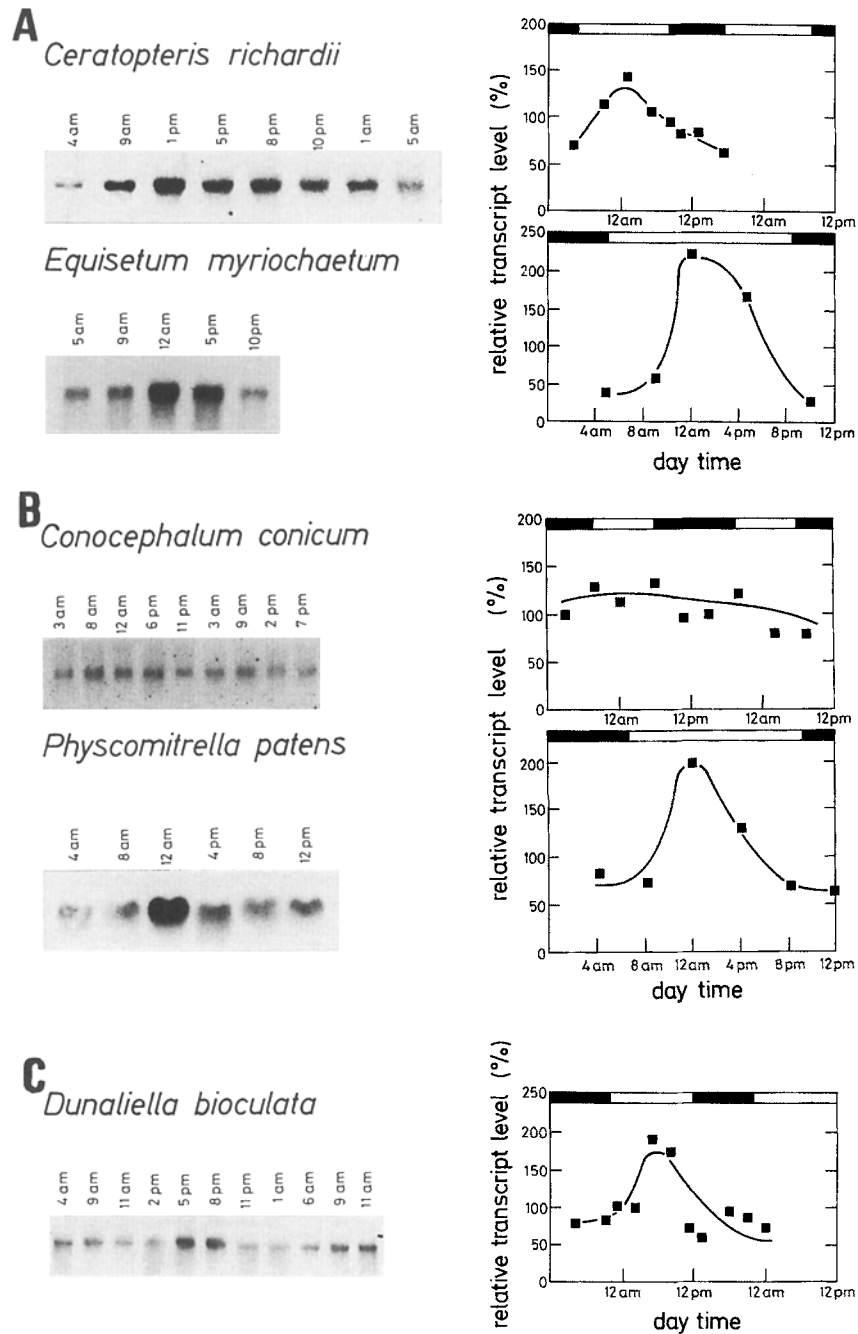 A
Ceratopteris richardii
4 am 9 am 1 pm 5 pm 8 pm 10 pm 1 am 5 am
Equisetum myriochaetum
5 am 9 am 12 am 5 pm 10 pm
relative transcript level (%)
200
150
100
50
0
12am 12pm 12am 12pm
250
200
150
100
50
0
4am 8am 12am 4pm 8pm 12pm
day time
B
Conocephalum conicum
3 am 8 am 12 am 6 pm 11 pm 3 am 9 am 2 pm 7 pm
Physcomitrella patens
4 am 8 am 12 am 4 pm 8 pm 12 pm
relative transcript level (%)
200
150
100
50
0
12am 12pm 12am 12pm
200
150
100
50
0
4am 8am 12am 4pm 8pm 12pm
day time
C
Dunaliella bioculata
4 am 9 am 11 am 2 pm 5 pm 8 pm 11 pm 1 am 6 am 9 am 11 am
relative transcript level (%)
250
200
150
100
50
0
12am 12pm 12am 12pm
day time